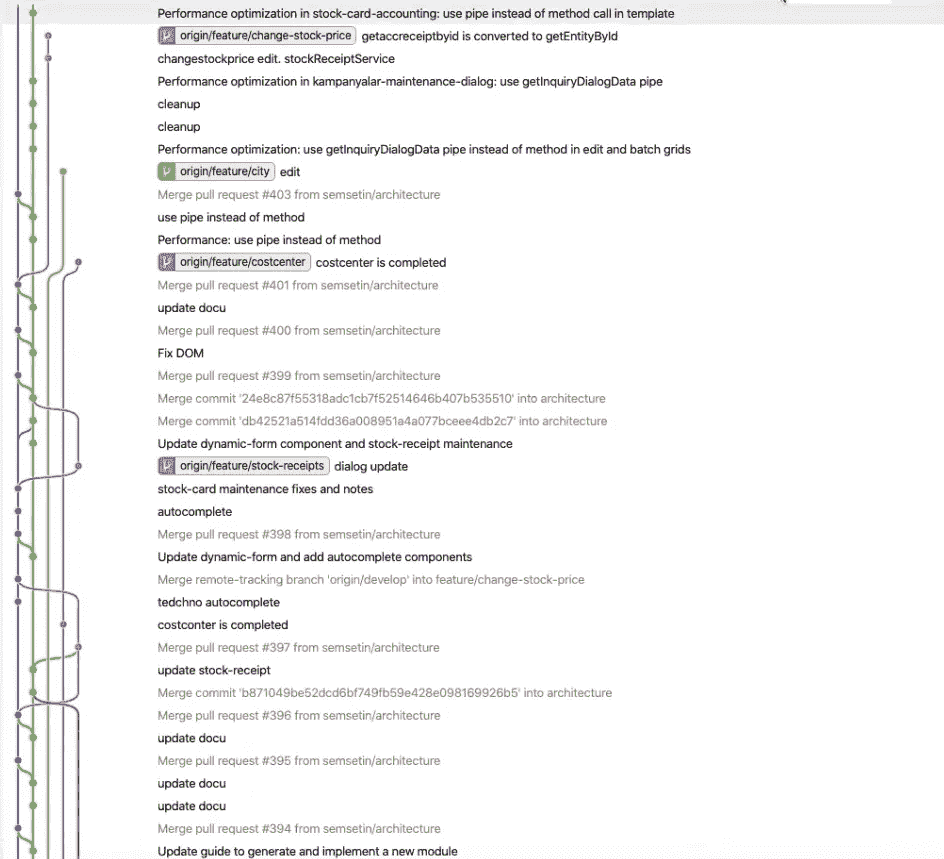 Performance optimization in stock-card-accounting: use pipe instead of method call in template
origin/feature/change-stock-price getaccreceiptbyid is converted to getEntityById
changestockprice edit. stockReceiptService
Performance optimization in kampanyalar-maintenance-dialog: use getInquiryDialogData pipe
cleanup
cleanup
Performance optimization: use getInquiryDialogData pipe instead of method in edit and batch grids
origin/feature/city edit
Merge pull request #403 from semsetin/architecture
use pipe instead of method
Performance: use pipe instead of method
origin/feature/costcenter costcenter is completed
Merge pull request #401 from semsetin/architecture
update docu
Merge pull request #400 from semsetin/architecture
Fix DOM
Merge pull request #399 from semsetin/architecture
Merge commit '24e8c87f55318adc1cb7f52514646b407b535510' into architecture
Merge commit 'db42521a514fdd36a008951a4a077bceee4db2c7' into architecture
Update dynamic-form component and stock-receipt maintenance
origin/feature/stock-receipts dialog update
stock-card maintenance fixes and notes
autocomplete
Merge pull request #398 from semsetin/architecture
Update dynamic-form and add autocomplete components
Merge remote-tracking branch 'origin/develop' into feature/change-stock-price
tedchno autocomplete
costconter is completed
Merge pull request #397 from semsetin/architecture
update stock-receipt
Merge commit 'b871049be52dcd6bf749fb59e428e098169926b5' into architecture
Merge pull request #396 from semsetin/architecture
update docu
Merge pull request #395 from semsetin/architecture
update docu
update docu
Merge pull request #394 from semsetin/architecture
Update guide to generate and implement a new module